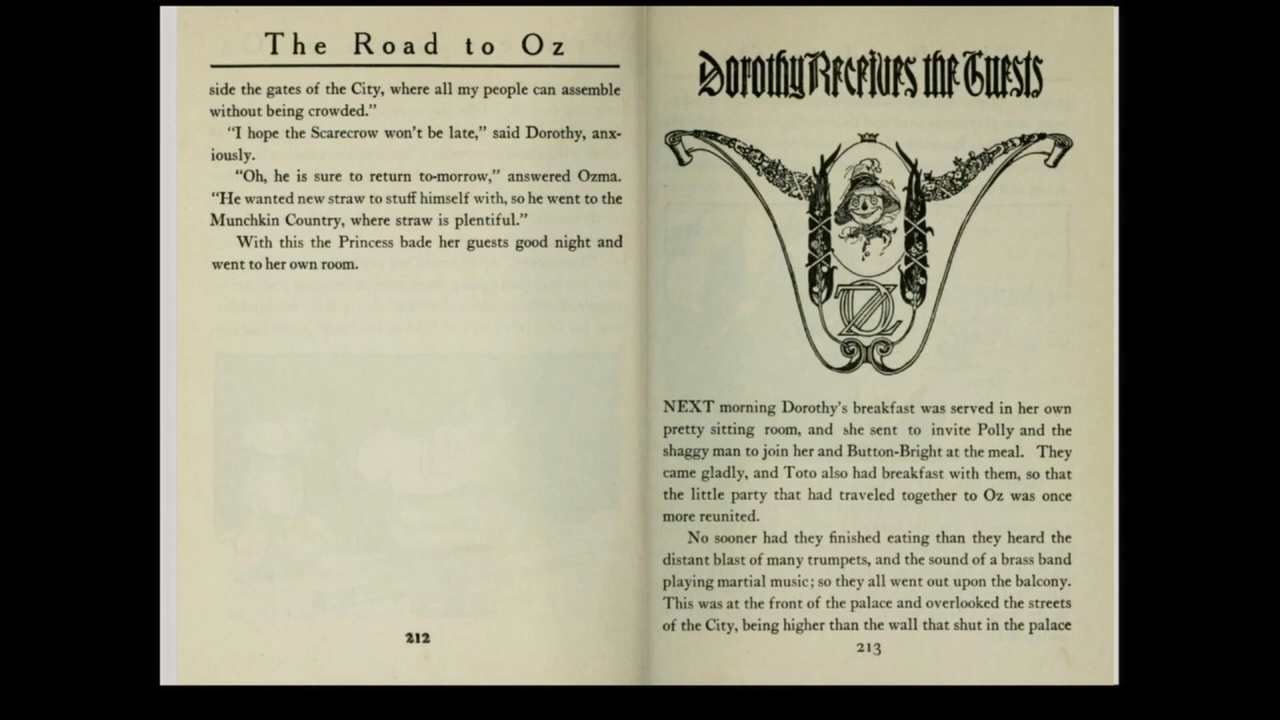 The Road to Oz
side the gates of the City, where all my people can assemble
without being crowded.”
“I hope the Scarecrow won’t be late,” said Dorothy, anx-
iously.
“Oh, he is sure to return to-morrow,” answered Ozma.
“He wanted new straw to stuff himself with, so he went to the
Munchkin Country, where straw is plentiful.”
With this the Princess bade her guests good night and
went to her own room.
212
Dorothy Receives the Guests
OZ
NEXT morning Dorothy’s breakfast was served in her own
pretty sitting room, and she sent to invite Polly and the
shaggy man to join her and Button-Bright at the meal. They
came gladly, and Toto also had breakfast with them, so that
the little party that had traveled together to Oz was once
more reunited.
No sooner had they finished eating than they heard the
distant blast of many trumpets, and the sound of a brass band
playing martial music; so they all went out upon the balcony.
This was at the front of the palace and overlooked the streets
of the City, being higher than the wall that shut in the palace
213